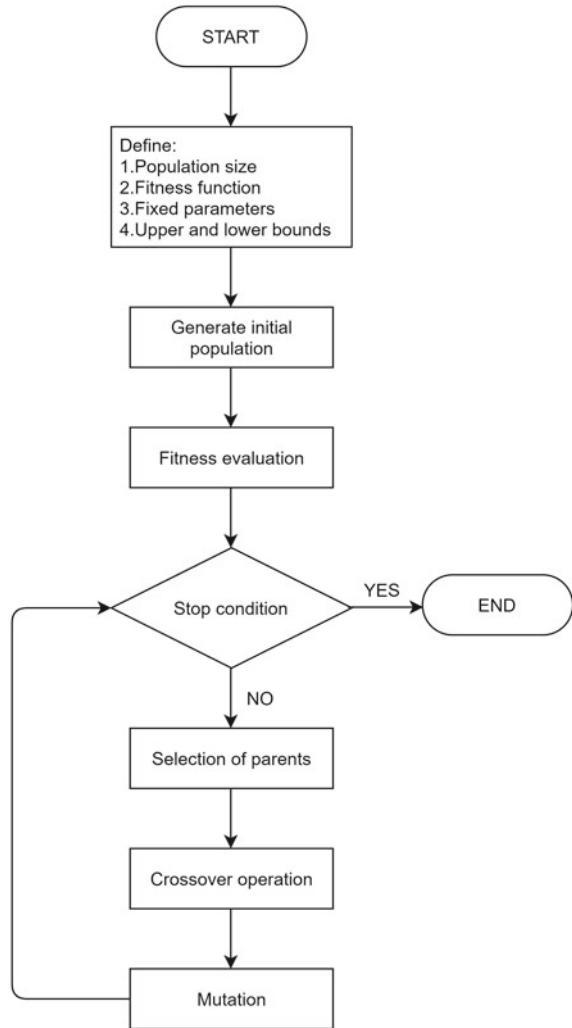 START
Define:
1.Population size
2.Fitness function
3.Fixed parameters
4.Upper and lower bounds
Generate initial
population
Fitness evaluation
Stop condition
YES
END
NO
Selection of parents
Crossover operation
Mutation